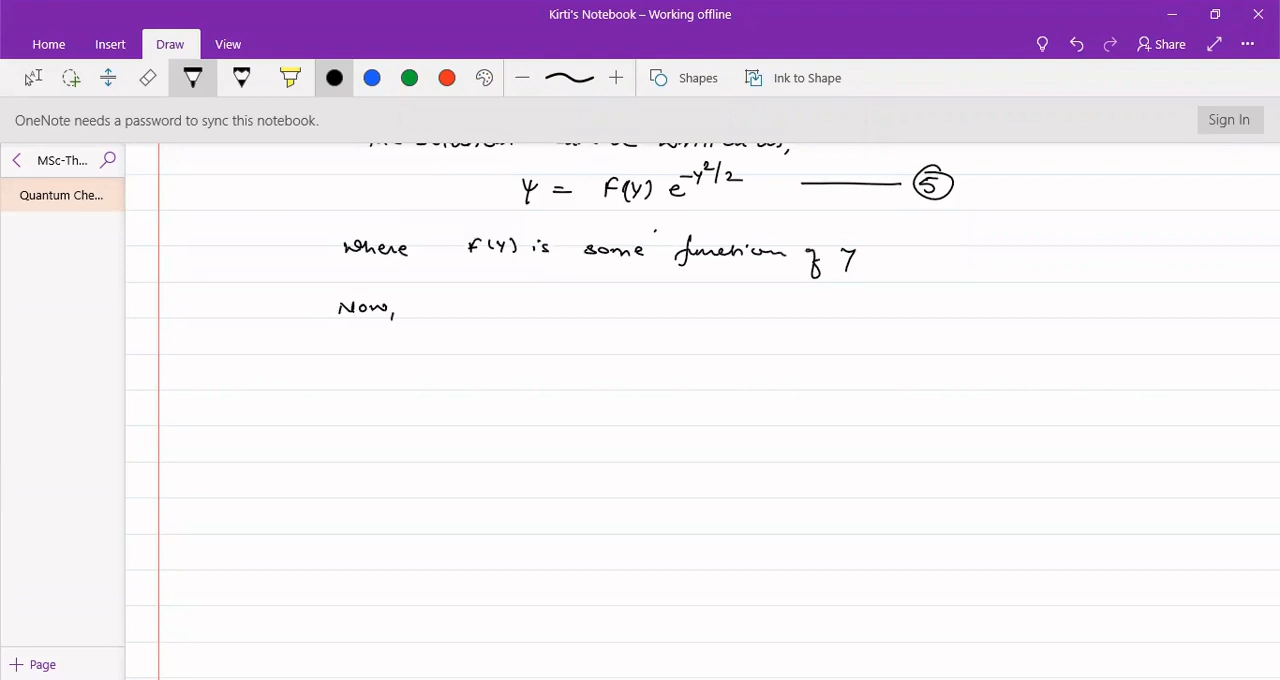 Kirti's Notebook – Working offline
Home Insert Draw View Share
Shapes Ink to Shape
OneNote needs a password to sync this notebook. Sign In
MSc-Th...
Quantum Che...
ψ = F(y) e^{-y²/2} ——— ⑤
where F(y) is some function of y
Now,
+ Page